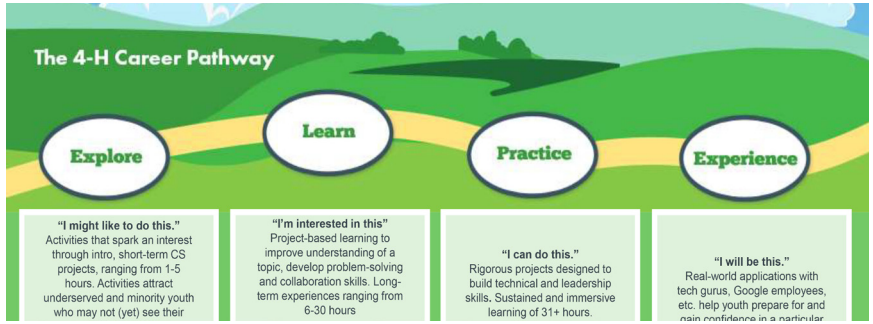 The 4-H Career Pathway
Explore
Learn
Practice
Experience
“I might like to do this.”
Activities that spark an interest
through intro, short-term CS
projects, ranging from 1-5
hours. Activities attract
underserved and minority youth
who may not (yet) see their
“I’m interested in this”
Project-based learning to
improve understanding of a
topic, develop problem-solving
and collaboration skills. Long-
term experiences ranging from
6-30 hours
“I can do this.”
Rigorous projects designed to
build technical and leadership
skills. Sustained and immersive
learning of 31+ hours.
“I will be this.”
Real-world applications with
tech gurus, Google employees,
etc. help youth prepare for and
gain confidence in a particular